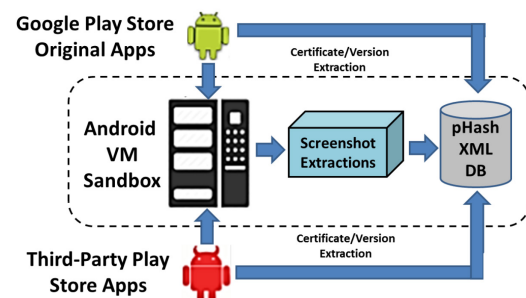 Google Play Store
Original Apps
Certificate/Version
Extraction
Android
VM
Sandbox
Screenshot
Extractions
pHash
XML
DB
Certificate/Version
Extraction
Third-Party Play
Store Apps